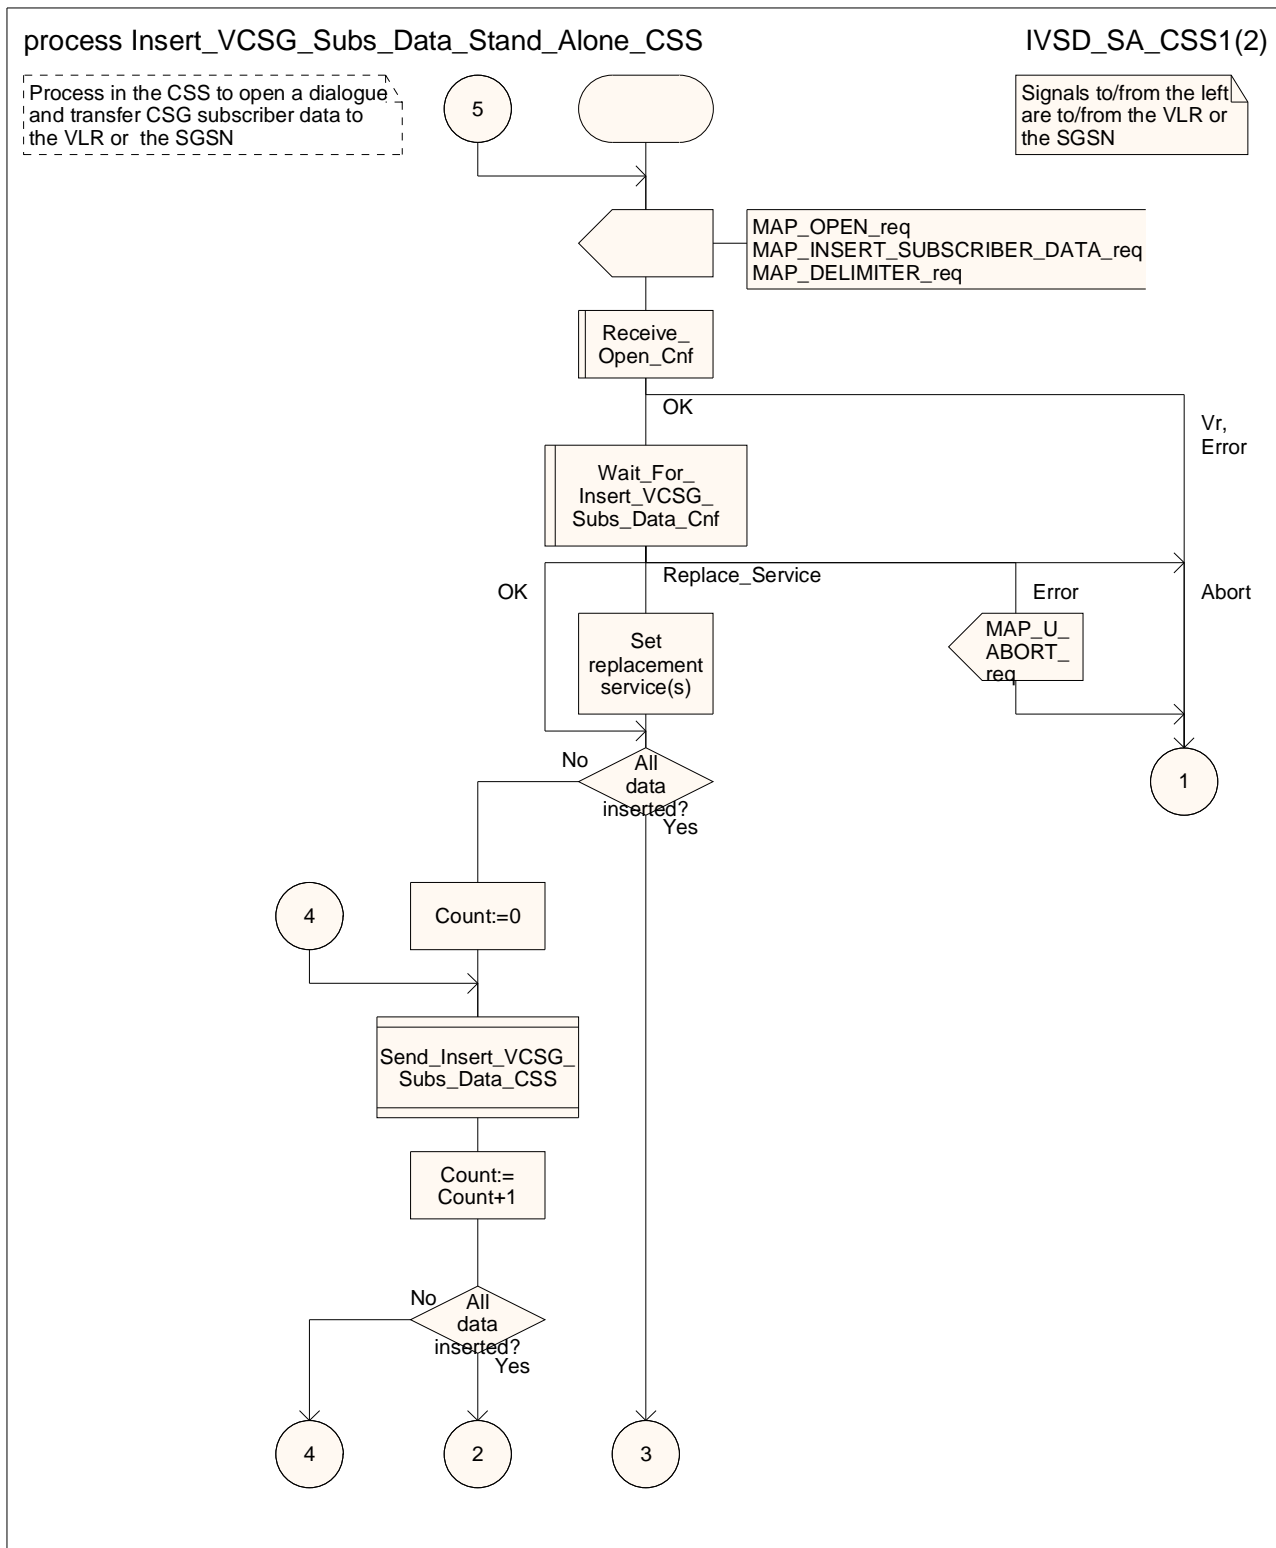 process Insert_VCSG_Subs_Data_Stand_Alone_CSS
IVSD_SA_CSS1(2)
Process in the CSS to open a dialogue
and transfer CSG subscriber data to
the VLR or  the SGSN
5
Signals to/from the left
are to/from the VLR or
the SGSN
MAP_OPEN_req
MAP_INSERT_SUBSCRIBER_DATA_req
MAP_DELIMITER_req
Receive_
Open_Cnf
OK
Vr,
Error
Wait_For_
Insert_VCSG_
Subs_Data_Cnf
OK
Replace_Service
Error
Abort
Set
replacement
service(s)
MAP_U_
ABORT_
req
No
All
data
inserted?
Yes
1
4
Count:=0
Send_Insert_VCSG_
Subs_Data_CSS
Count:=
Count+1
No
All
data
inserted?
Yes
4
2
3